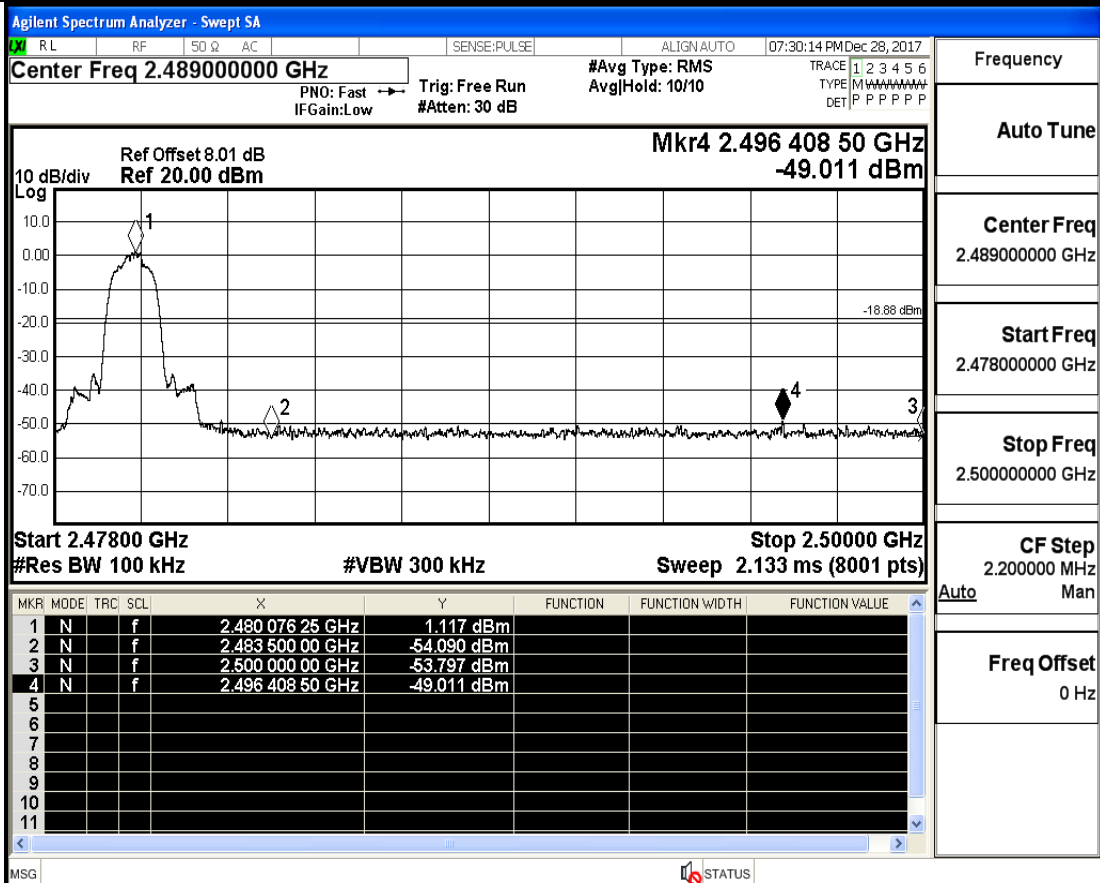 Agilent Spectrum Analyzer - Swept SA
LXI RL RF 50 Ω AC SENSE:PULSE ALIGN AUTO 07:30:14 PM Dec 28, 2017
Center Freq 2.489000000 GHz
PNO: Fast
IFGain:Low
Trig: Free Run
#Atten: 30 dB
#Avg Type: RMS
Avg|Hold: 10/10
TRACE 1 2 3 4 5 6
TYPE M WWWWW
DET P P P P P P
Mkr4 2.496 408 50 GHz
-49.011 dBm
Ref Offset 8.01 dB
10 dB/div Ref 20.00 dBm
Log
10.0
0.00
-10.0
-20.0
-30.0
-40.0
-50.0
-60.0
-70.0
1
-18.88 dBm
2
4
3
Start 2.47800 GHz Stop 2.50000 GHz
#Res BW 100 kHz #VBW 300 kHz Sweep 2.133 ms (8001 pts)
MKR MODE TRC SCL X Y FUNCTION FUNCTION WIDTH FUNCTION VALUE
1 N f 2.480 076 25 GHz 1.117 dBm
2 N f 2.483 500 00 GHz -54.090 dBm
3 N f 2.500 000 00 GHz -53.797 dBm
4 N f 2.496 408 50 GHz -49.011 dBm
5
6
7
8
9
10
11
MSG STATUS
Frequency
Auto Tune
Center Freq
2.489000000 GHz
Start Freq
2.478000000 GHz
Stop Freq
2.500000000 GHz
CF Step
2.200000 MHz
Auto Man
Freq Offset
0 Hz